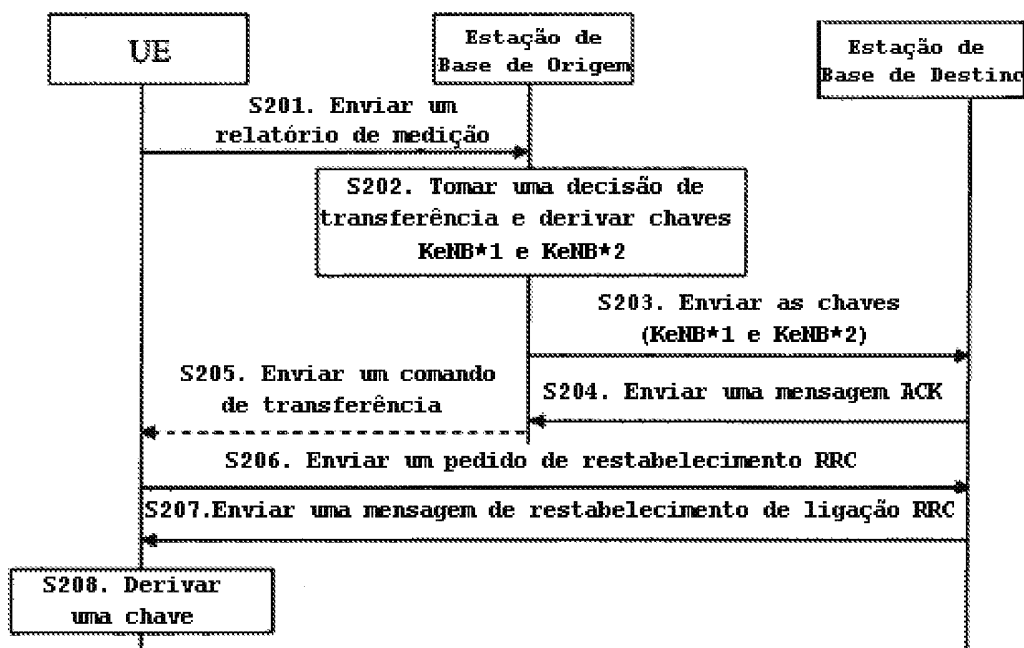 UE
Estação de
Base de Origem
Estação de
Base de Destino
S201. Enviar um
relatório de medição
S202. Tomar uma decisão de
transferência e derivar chaves
KeNB*1 e KeNB*2
S203. Enviar as chaves
(KeNB*1 e KeNB*2)
S205. Enviar um comando
de transferência
S204. Enviar uma mensagem ACK
S206. Enviar um pedido de restabelecimento RRC
S207.Enviar uma mensagem de restabelecimento de ligação RRC
S208. Derivar
uma chave